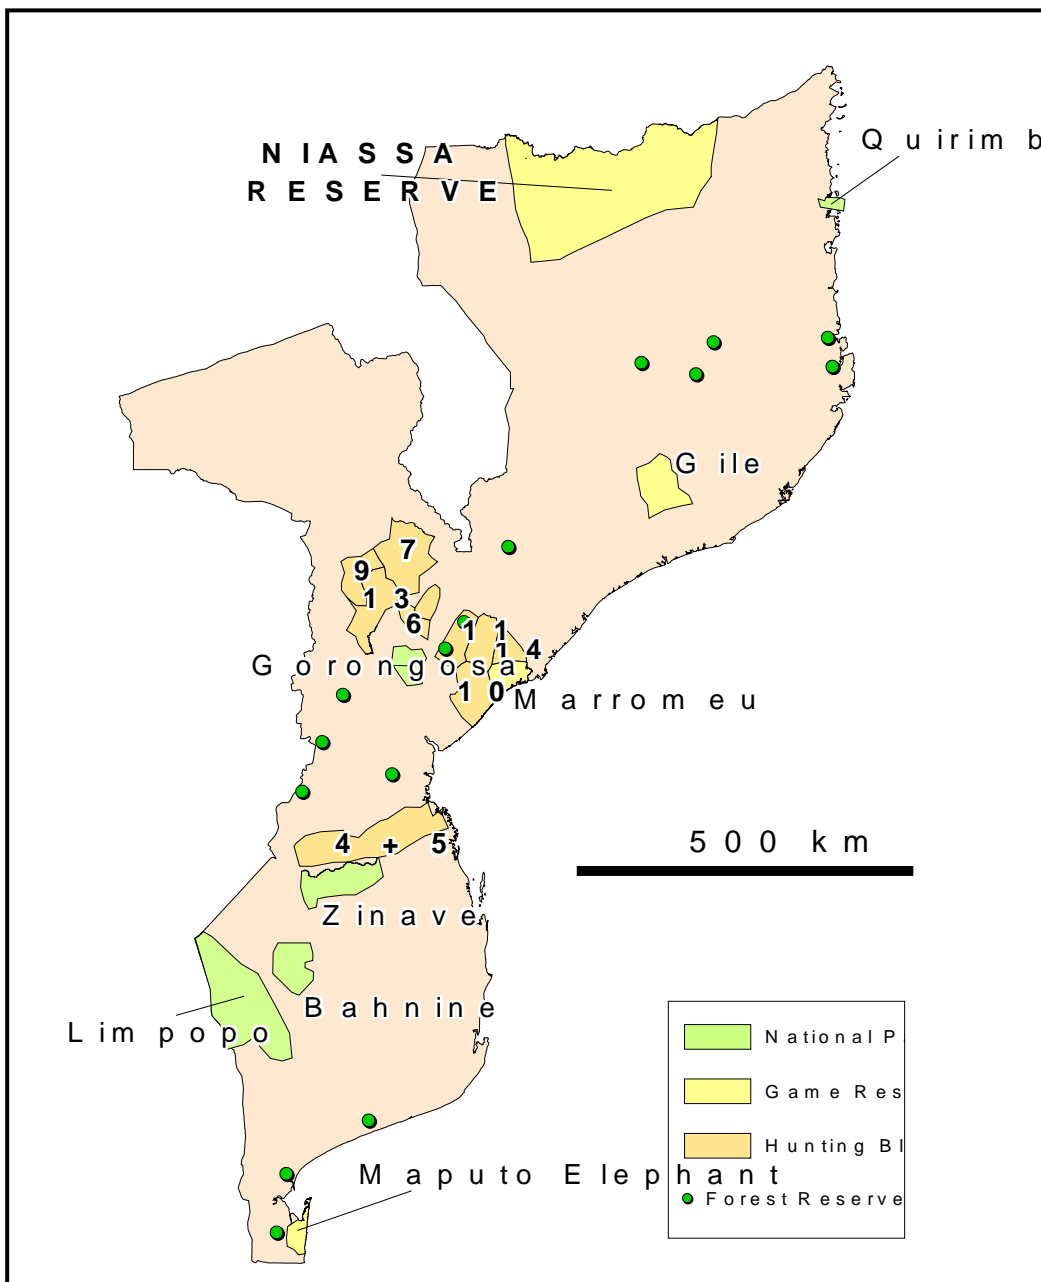 Quirimb
NIASSA
RESERVE
Gile
7
9
1 3
6
1 1
1 4
Gorongosa
1 0
Marromeu
500 km
4 + 5
Zinave
Bahnine
Limpopo
National P
Game Res
Hunting Bl
Maputo Elephant
Forest Reserve